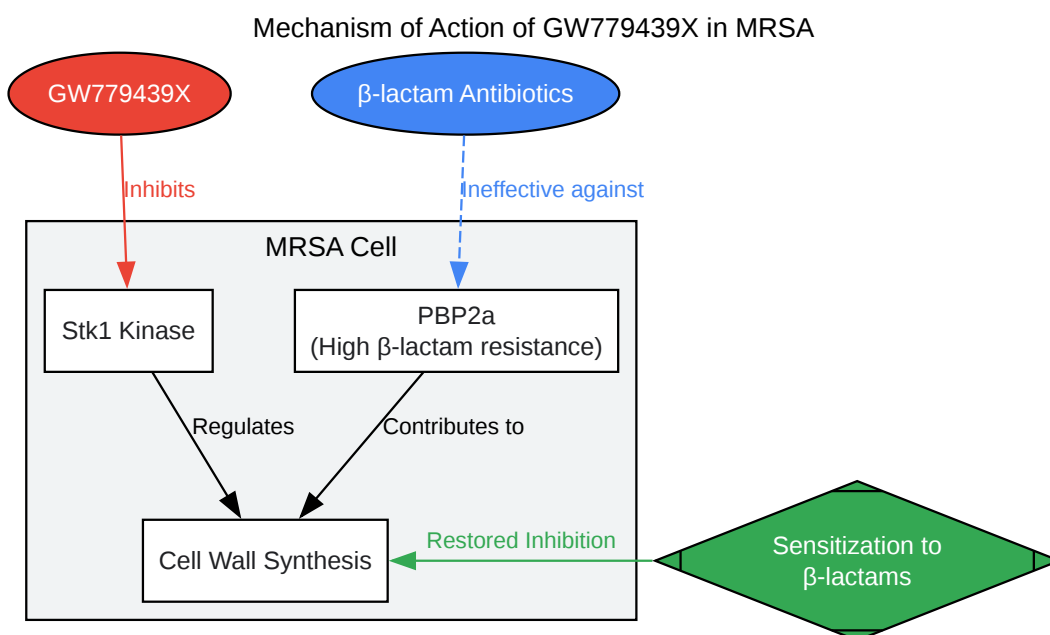 Mechanism of Action of GW779439X in MRSA
GW779439X
β-lactam Antibiotics
Inhibits
Ineffective against
MRSA Cell
Stk1 Kinase
PBP2a
(High β-lactam resistance)
Regulates
Contributes to
Cell Wall Synthesis
Restored Inhibition
Sensitization to
β-lactams